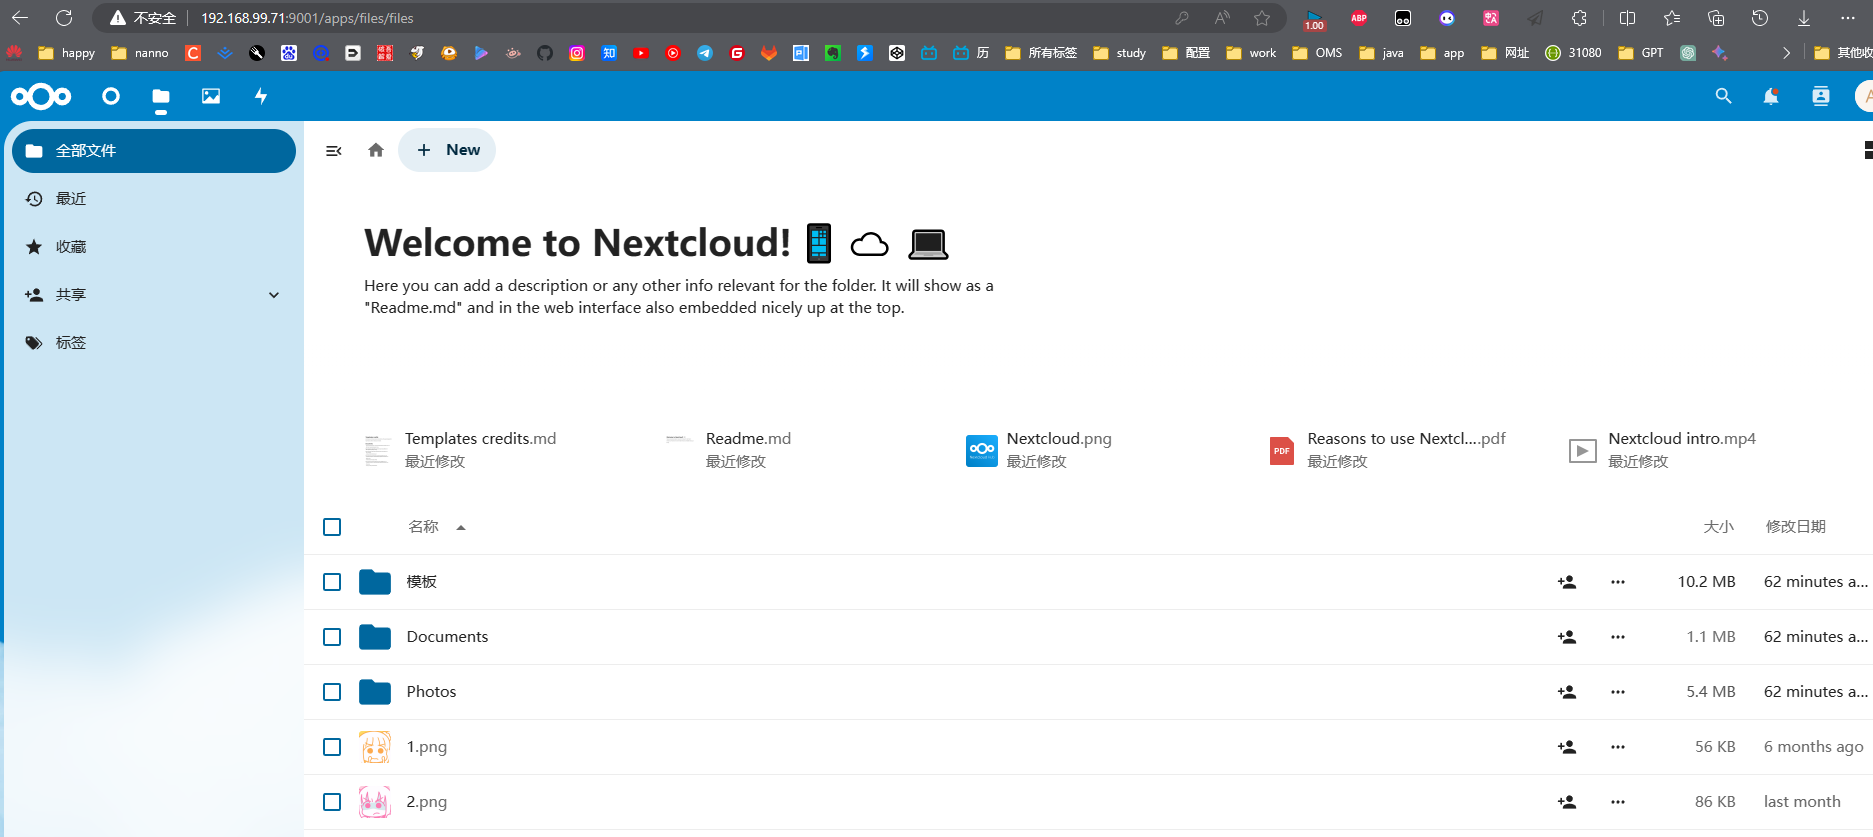 不安全 192.168.99.71:9001/apps/files/files
1.00
ABP
happy nanno 知 历 所有标签 study 配置 work OMS java app 网址 31080 GPT 其他收
全部文件
New
最近
收藏
共享
标签
Welcome to Nextcloud!
Here you can add a description or any other info relevant for the folder. It will show as a
"Readme.md" and in the web interface also embedded nicely up at the top.
Templates credits.md
最近修改
Readme.md
最近修改
Nextcloud.png
最近修改
PDF
Reasons to use Nextcl....pdf
最近修改
Nextcloud intro.mp4
最近修改
名称 大小 修改日期
模板 10.2 MB 62 minutes a...
Documents 1.1 MB 62 minutes a...
Photos 5.4 MB 62 minutes a...
1.png 56 KB 6 months ago
2.png 86 KB last month